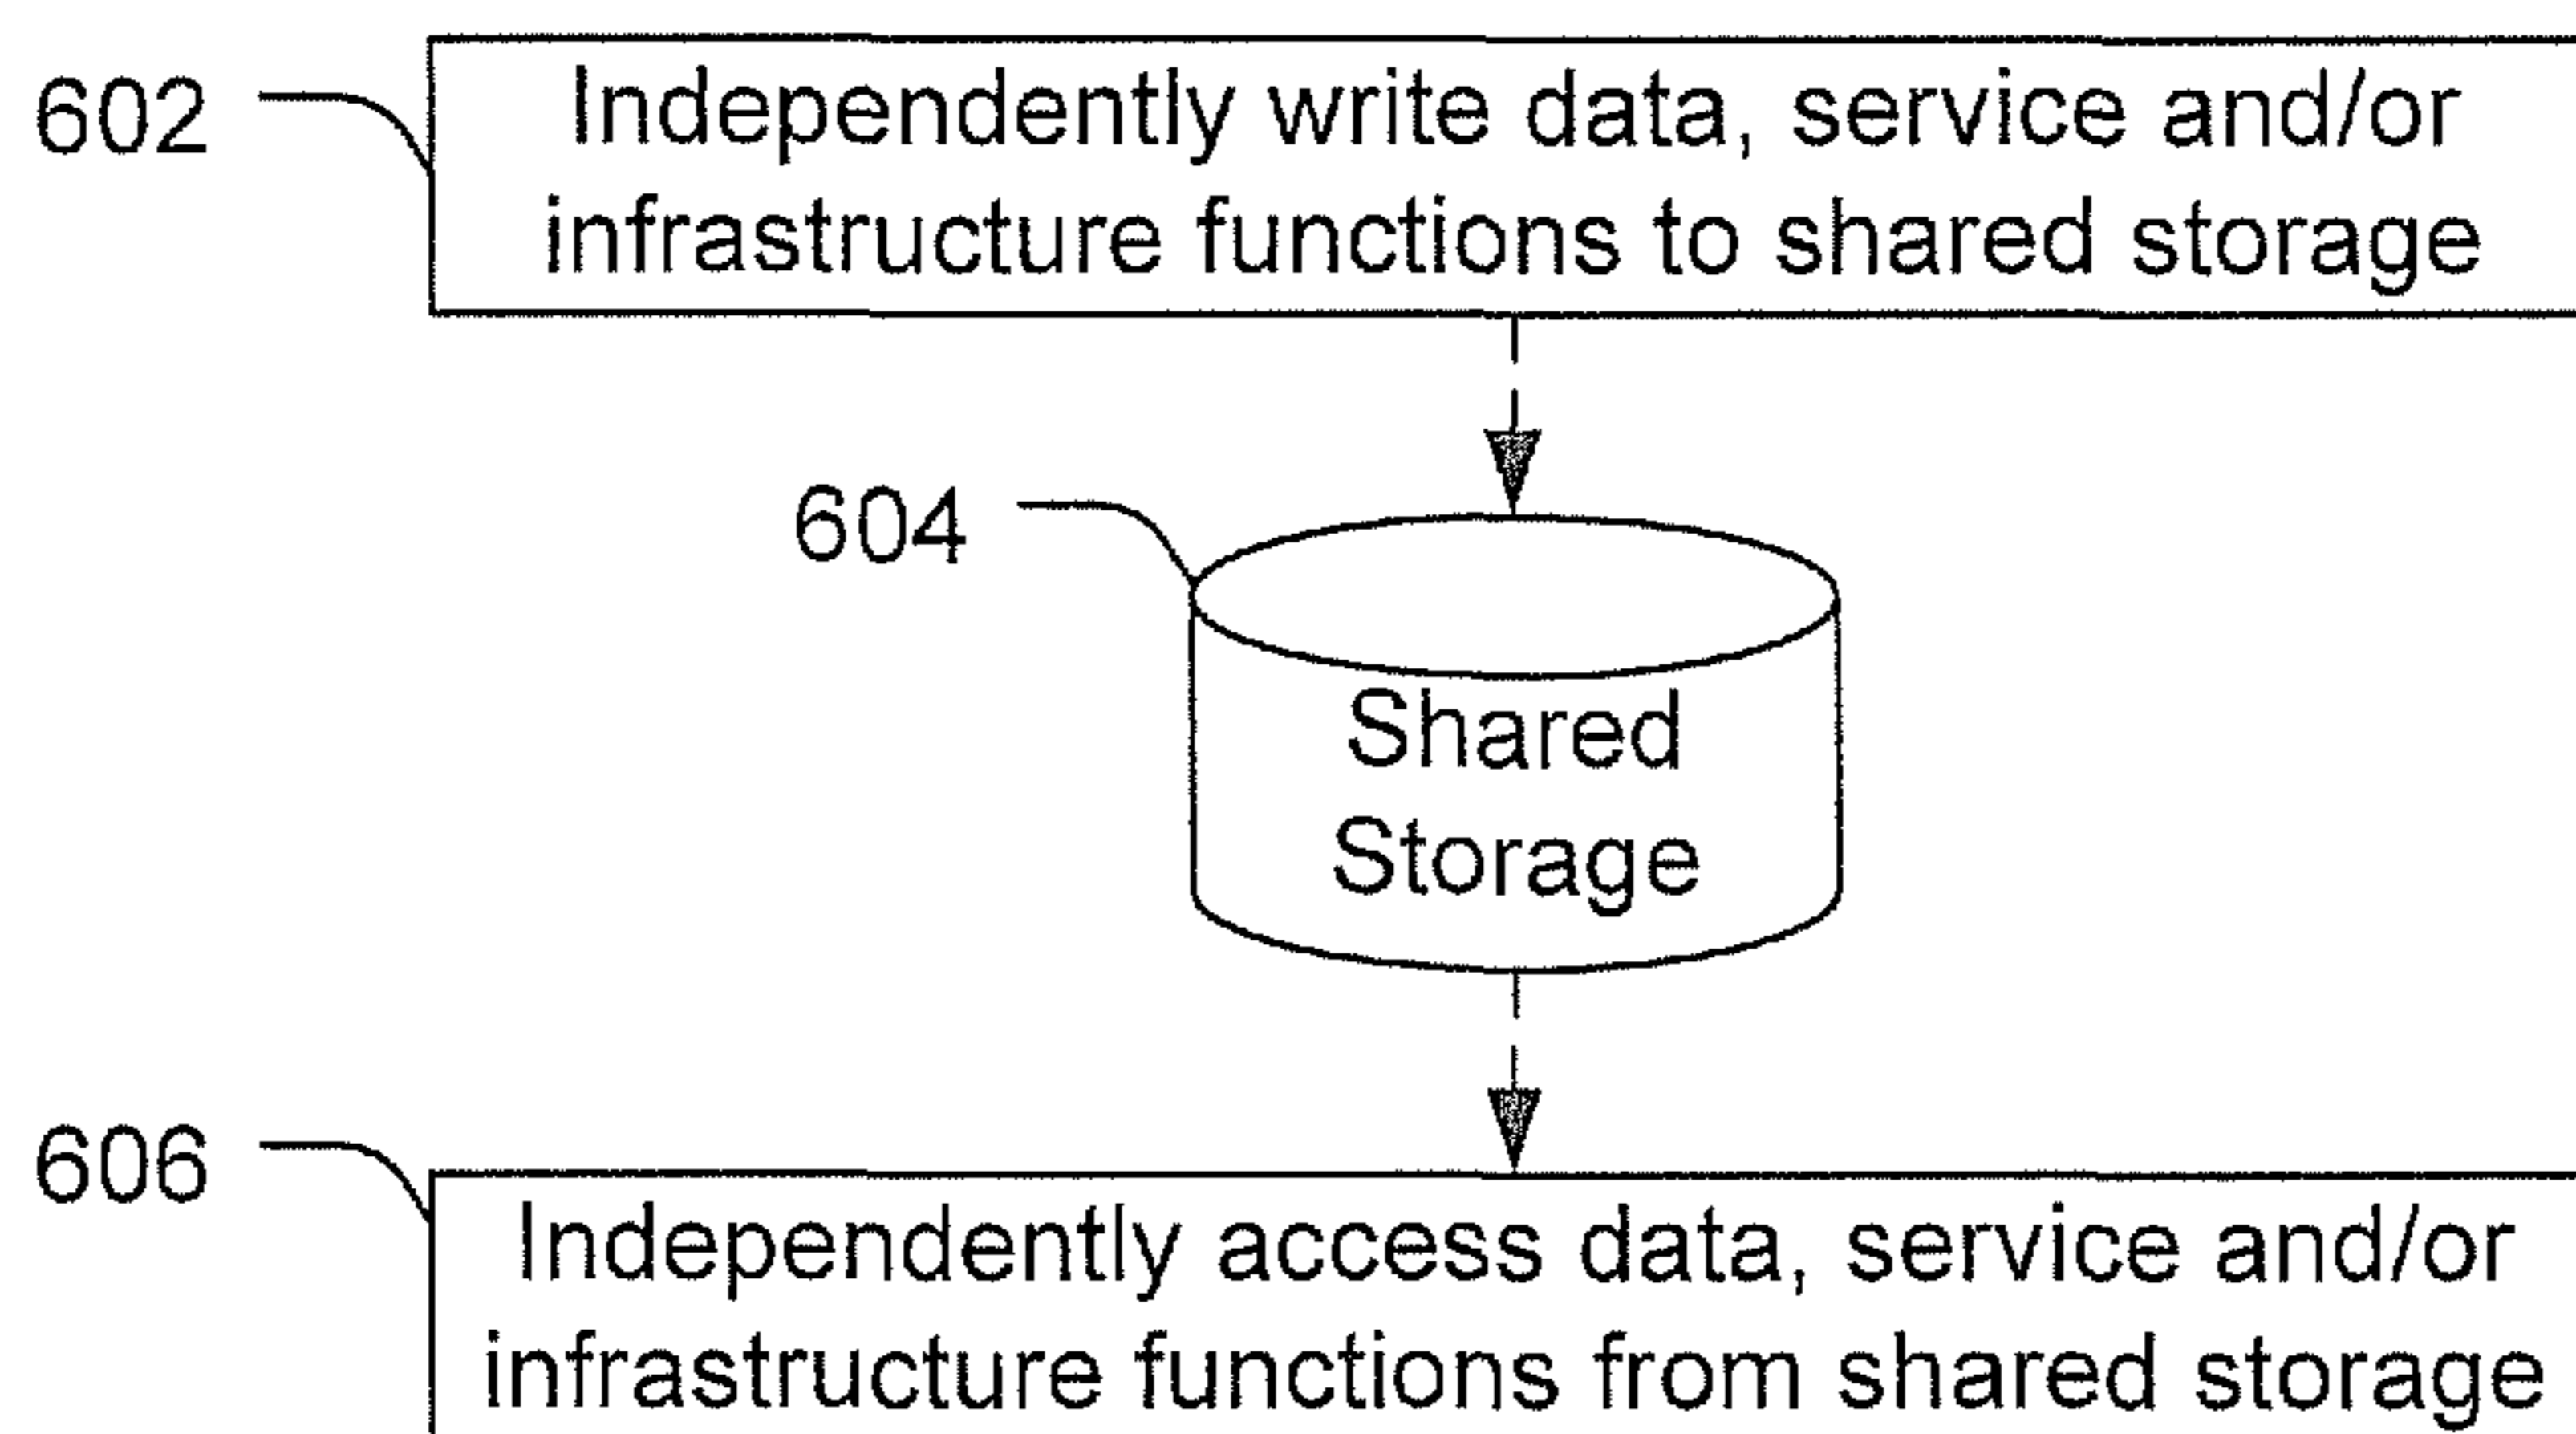 602
Independently write data, service and/or
infrastructure functions to shared storage
604
Shared
Storage
606
Independently access data, service and/or
infrastructure functions from shared storage